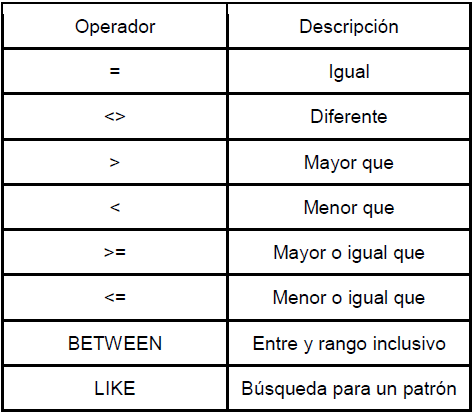 Operador Descripción
= Igual
<> Diferente
> Mayor que
< Menor que
>= Mayor o igual que
<= Menor o igual que
BETWEEN Entre y rango inclusivo
LIKE Búsqueda para un patrón